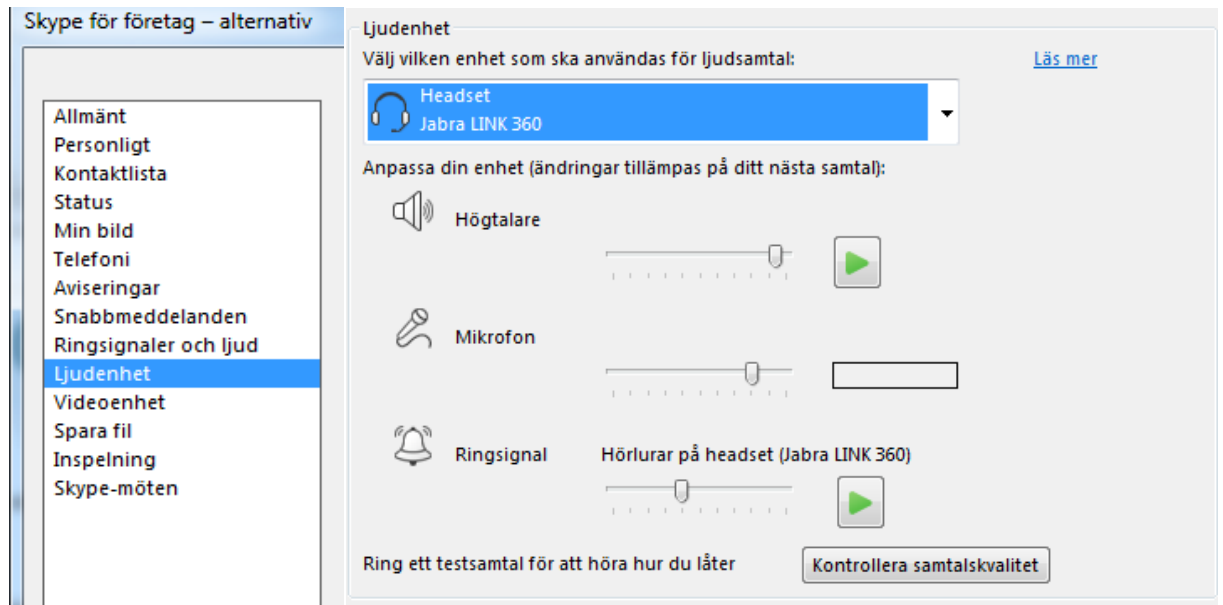 Skype för företag – alternativ
Allmänt
Personligt
Kontaktlista
Status
Min bild
Telefoni
Aviseringar
Snabbmeddelanden
Ringsignaler och ljud
Ljudenhet
Videoenhet
Spara fil
Inspelning
Skype-möten
Ljudenhet
Välj vilken enhet som ska användas för ljudsamtal:
Läs mer
Headset
Jabra LINK 360
Anpassa din enhet (ändringar tillämpas på ditt nästa samtal):
Högtalare
Mikrofon
Ringsignal
Hörlurar på headset (Jabra LINK 360)
Ring ett testsamtal för att höra hur du låter
Kontrollera samtalskvalitet